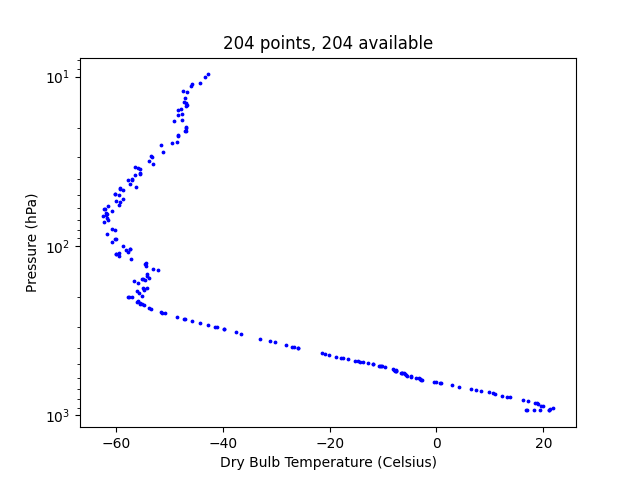 204 points, 204 available
10¹
10²
10³
Pressure (hPa)
−60 −40 −20 0 20
Dry Bulb Temperature (Celsius)